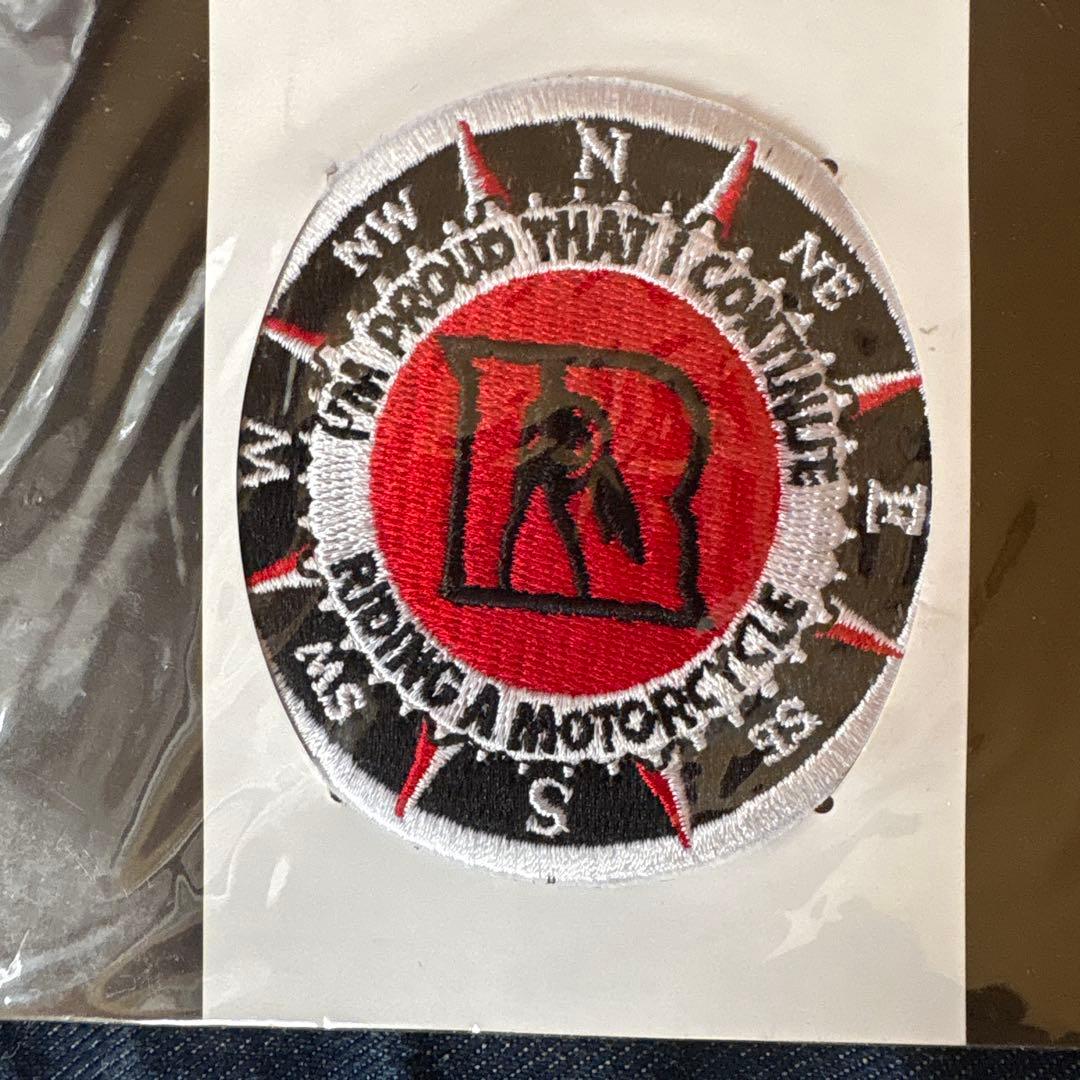 N
NE
E
SE
S
SW
W
NW
I'M PROUD THAT I CONTINUE
RIDING A MOTORCYCLE
R